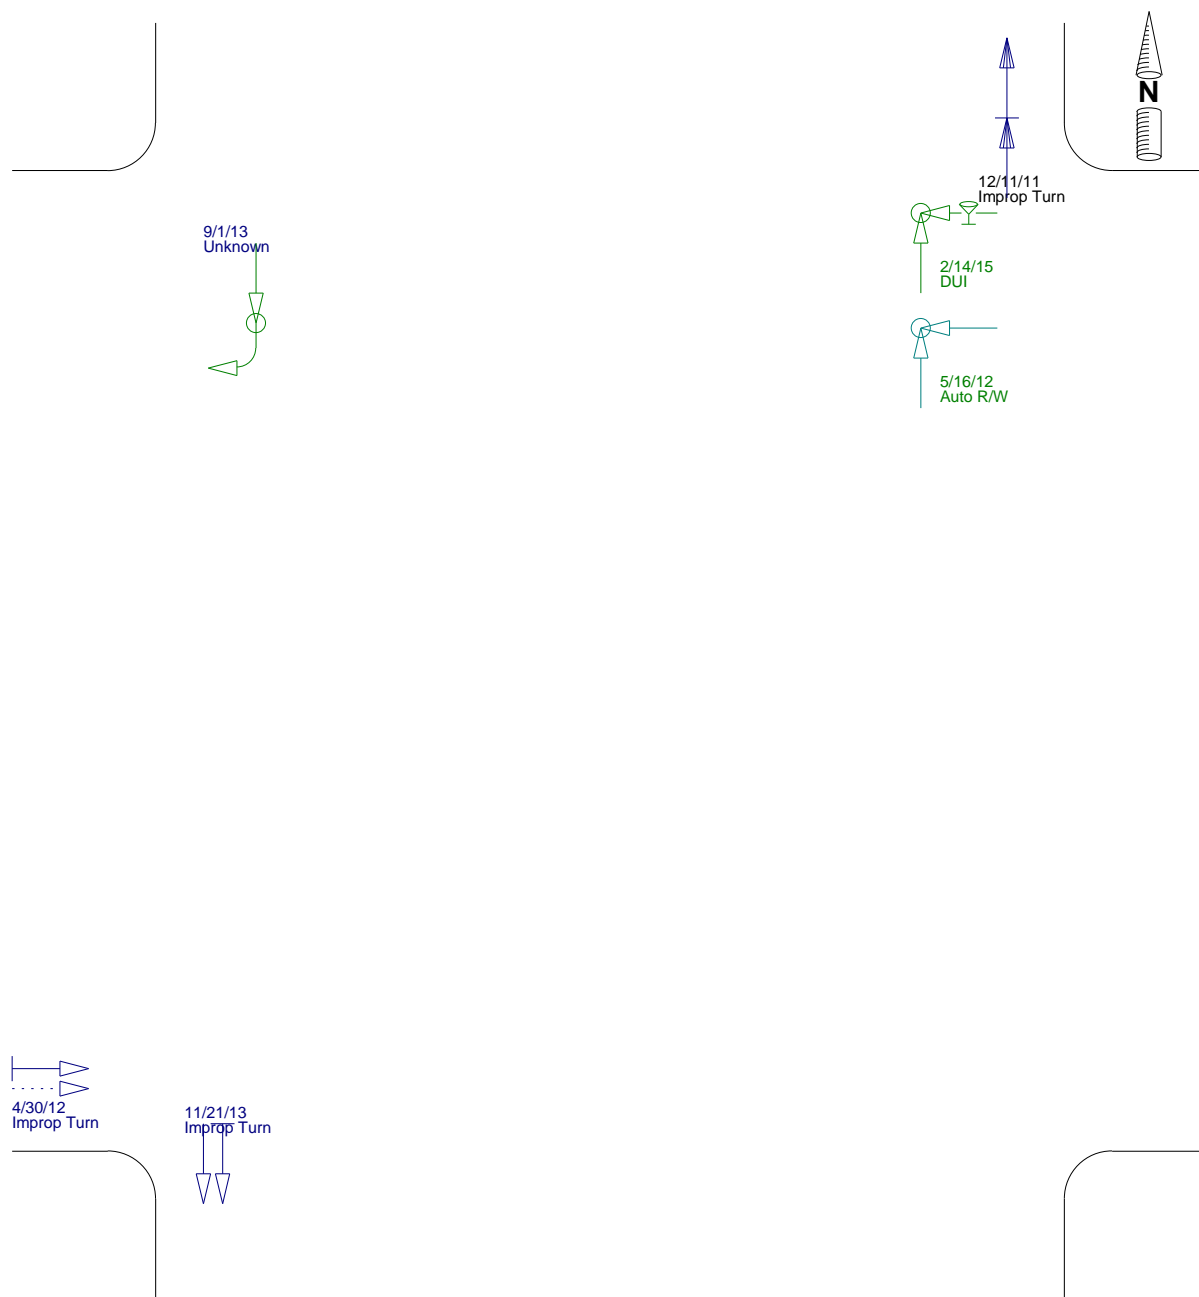 N
12/11/11
Improp Turn
9/1/13
Unknown
2/14/15
DUI
5/16/12
Auto R/W
4/30/12
Improp Turn
11/21/13
Improp Turn